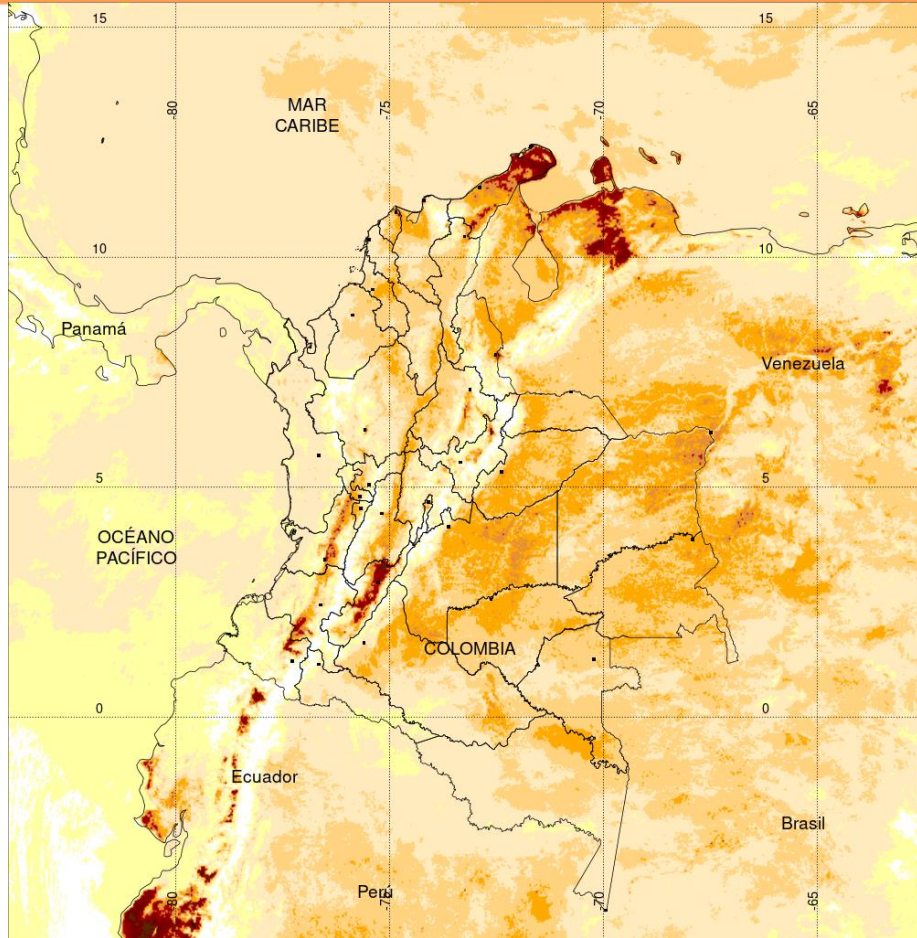 15
15
-80
-75
-70
-65
MAR
CARIBE
10
10
Panamá
Venezuela
5
5
OCÉANO
PACÍFICO
COLOMBIA
0
0
Ecuador
Brasil
Perú
-80
-75
-70
-65